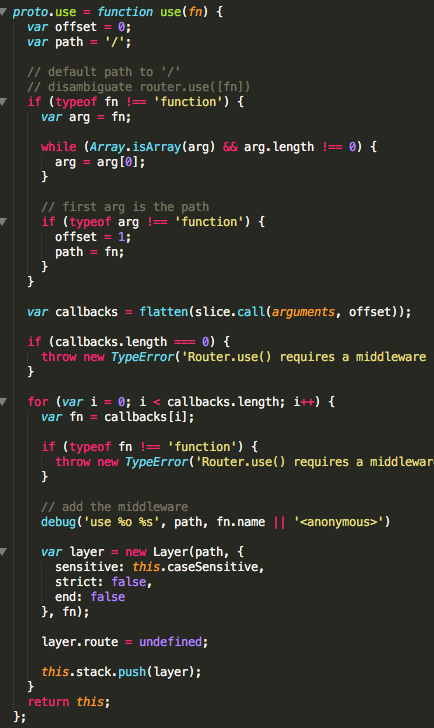 proto.use = function use(fn) {
  var offset = 0;
  var path = '/';

  // default path to '/'
  // disambiguate router.use([fn])
  if (typeof fn !== 'function') {
    var arg = fn;

    while (Array.isArray(arg) && arg.length !== 0) {
      arg = arg[0];
    }

    // first arg is the path
    if (typeof arg !== 'function') {
      offset = 1;
      path = fn;
    }
  }

  var callbacks = flatten(slice.call(arguments, offset));

  if (callbacks.length === 0) {
    throw new TypeError('Router.use() requires a middleware
  }

  for (var i = 0; i < callbacks.length; i++) {
    var fn = callbacks[i];

    if (typeof fn !== 'function') {
      throw new TypeError('Router.use() requires a middlewar
    }

    // add the middleware
    debug('use %o %s', path, fn.name || '<anonymous>')

    var layer = new Layer(path, {
      sensitive: this.caseSensitive,
      strict: false,
      end: false
    }, fn);

    layer.route = undefined;

    this.stack.push(layer);
  }
  return this;
};